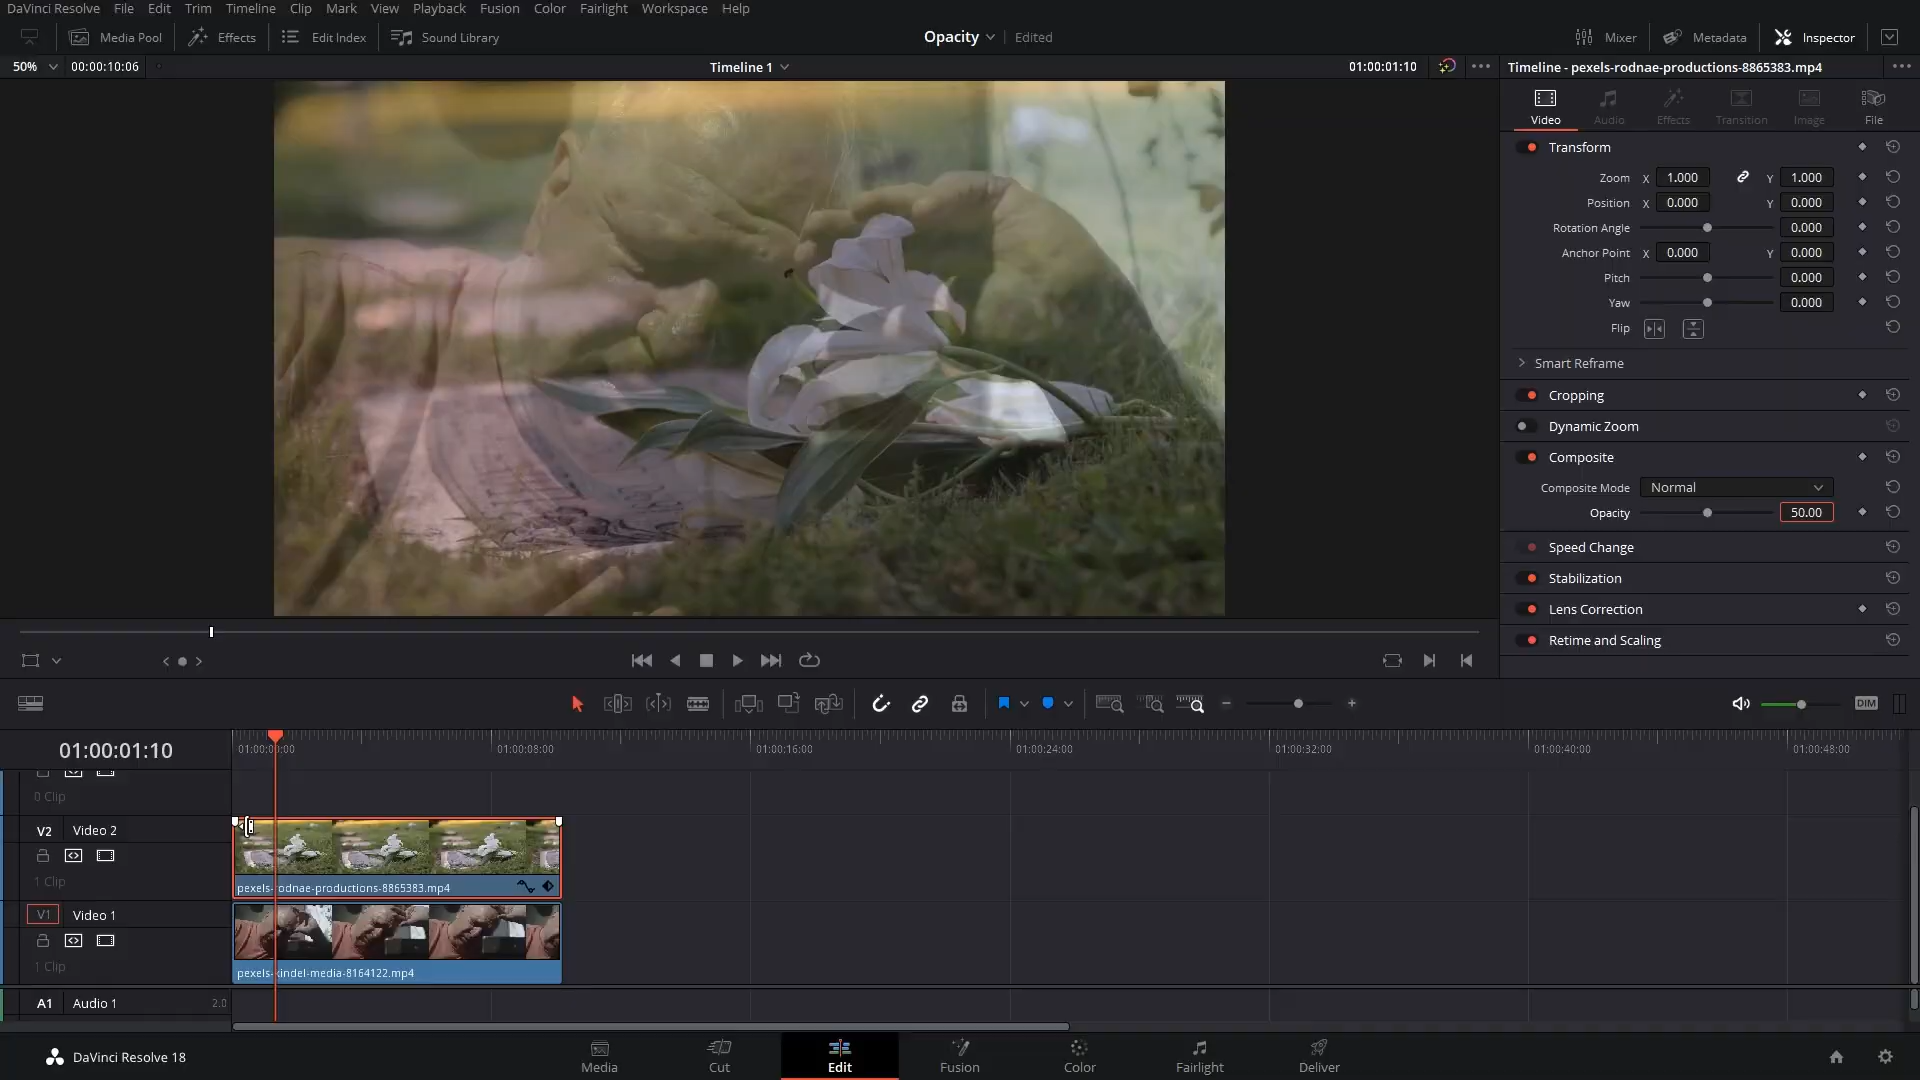 DaVinci Resolve File Edit Trim Timeline Clip Mark View Playback Fusion Color Fairlight Workspace Help
Media Pool Effects Edit Index Sound Library Opacity Edited Mixer Metadata Inspector
50% 00:00:10:06 Timeline 1 01:00:01:10 Timeline - pexels-rodnae-productions-8865383.mp4
Video Audio Effects Transition Image File
Transform
Zoom X 1.000 Y 1.000
Position X 0.000 Y 0.000
Rotation Angle 0.000
Anchor Point X 0.000 Y 0.000
Pitch 0.000
Yaw 0.000
Flip
Smart Reframe
Cropping
Dynamic Zoom
Composite
Composite Mode Normal
Opacity 50.00
Speed Change
Stabilization
Lens Correction
Retime and Scaling
DIM
01:00:01:10 01:00:00:00 01:00:08:00 01:00:16:00 01:00:24:00 01:00:32:00 01:00:40:00 01:00:48:00
0 Clip
V2 Video 2
1 Clip
pexels-rodnae-productions-8865383.mp4
V1 Video 1
1 Clip
pexels-kindel-media-8164122.mp4
A1 Audio 1 2.0
DaVinci Resolve 18 Media Cut Edit Fusion Color Fairlight Deliver